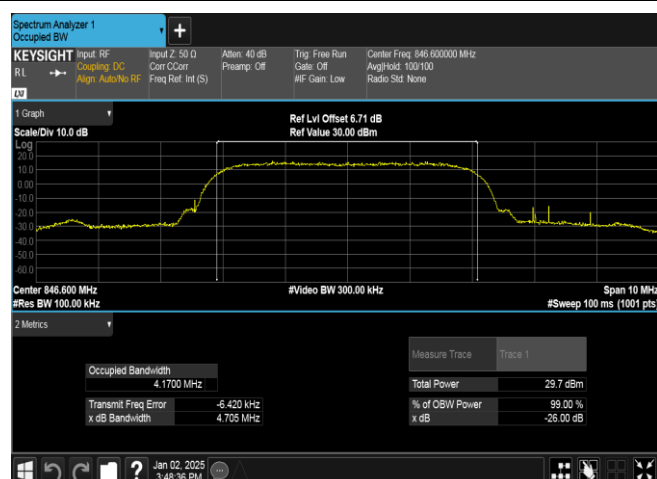 Spectrum Analyzer 1
Occupied BW
+
KEYSIGHT
RL
LXI
Input: RF
Coupling: DC
Align: Auto/No RF
Input Z: 50 Ω
Corr CCorr
Freq Ref: Int (S)
Atten: 40 dB
Preamp: Off
Trig: Free Run
Gate: Off
#IF Gain: Low
Center Freq: 846.600000 MHz
Avg|Hold: 100/100
Radio Std: None
1 Graph
Scale/Div 10.0 dB
Ref Lvl Offset 6.71 dB
Ref Value 30.00 dBm
Log
20.0
10.0
0.00
-10.0
-20.0
-30.0
-40.0
-50.0
-60.0
Center 846.600 MHz
#Res BW 100.00 kHz
#Video BW 300.00 kHz
Span 10 MHz
#Sweep 100 ms (1001 pts)
2 Metrics
Measure Trace Trace 1
Occupied Bandwidth
4.1700 MHz
Total Power 29.7 dBm
Transmit Freq Error -6.420 kHz
% of OBW Power 99.00 %
x dB Bandwidth 4.705 MHz
x dB -26.00 dB
?
Jan 02, 2025
3:48:36 PM